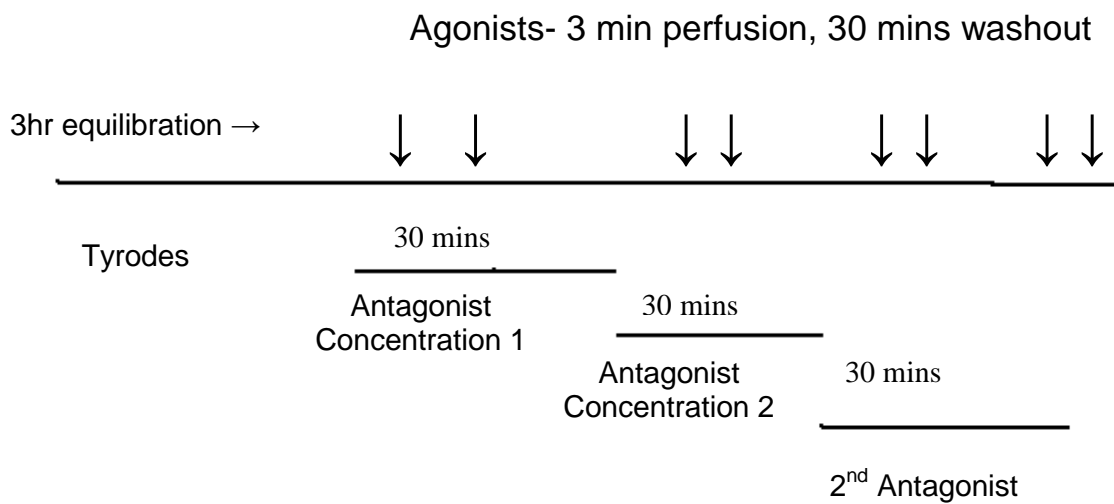 Agonists- 3 min perfusion, 30 mins washout
3hr equilibration →
Tyrodes
30 mins
Antagonist
Concentration 1
30 mins
Antagonist
Concentration 2
30 mins
2nd Antagonist